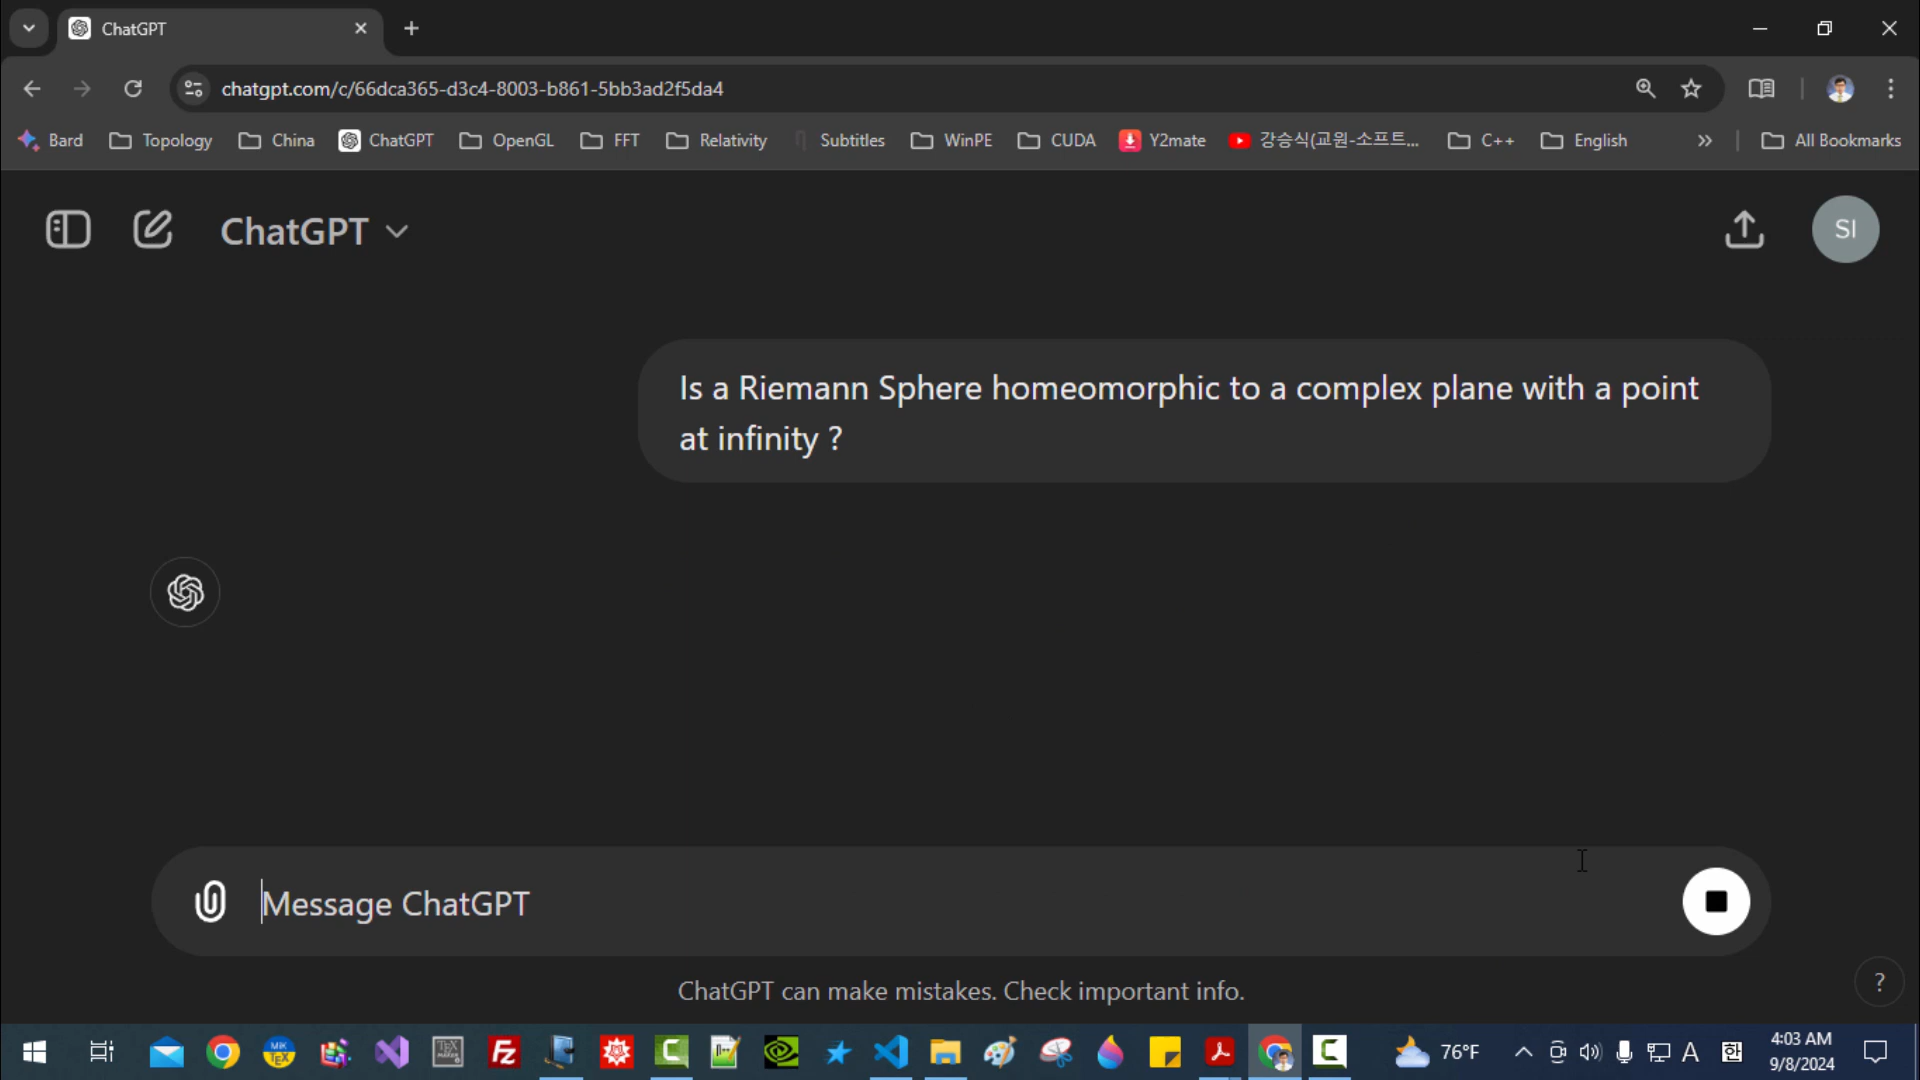 ChatGPT
chatgpt.com/c/66dca365-d3c4-8003-b861-5bb3ad2f5da4
Bard Topology China ChatGPT OpenGL FFT Relativity Subtitles WinPE CUDA Y2mate 강승식(교원-소프트... C++ English » All Bookmarks
ChatGPT SI
Is a Riemann Sphere homeomorphic to a complex plane with a point
at infinity ?
Message ChatGPT
ChatGPT can make mistakes. Check important info. ?
76°F A 한 4:03 AM
9/8/2024